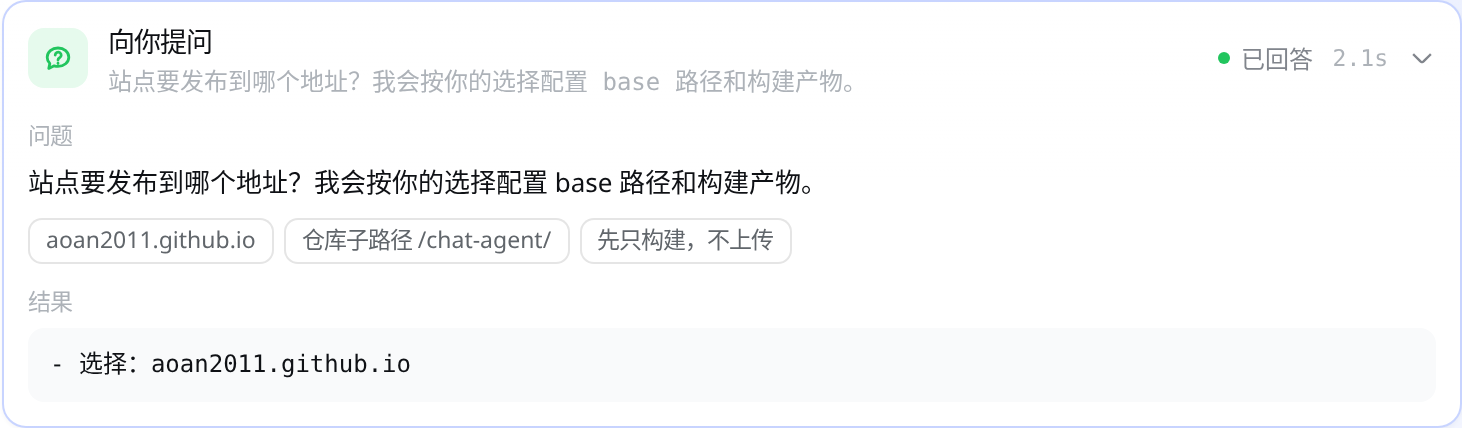 向你提问
站点要发布到哪个地址？我会按你的选择配置 base 路径和构建产物。
已回答 2.1s
问题
站点要发布到哪个地址？我会按你的选择配置 base 路径和构建产物。
aoan2011.github.io
仓库子路径 /chat-agent/
先只构建，不上传
结果
- 选择：aoan2011.github.io